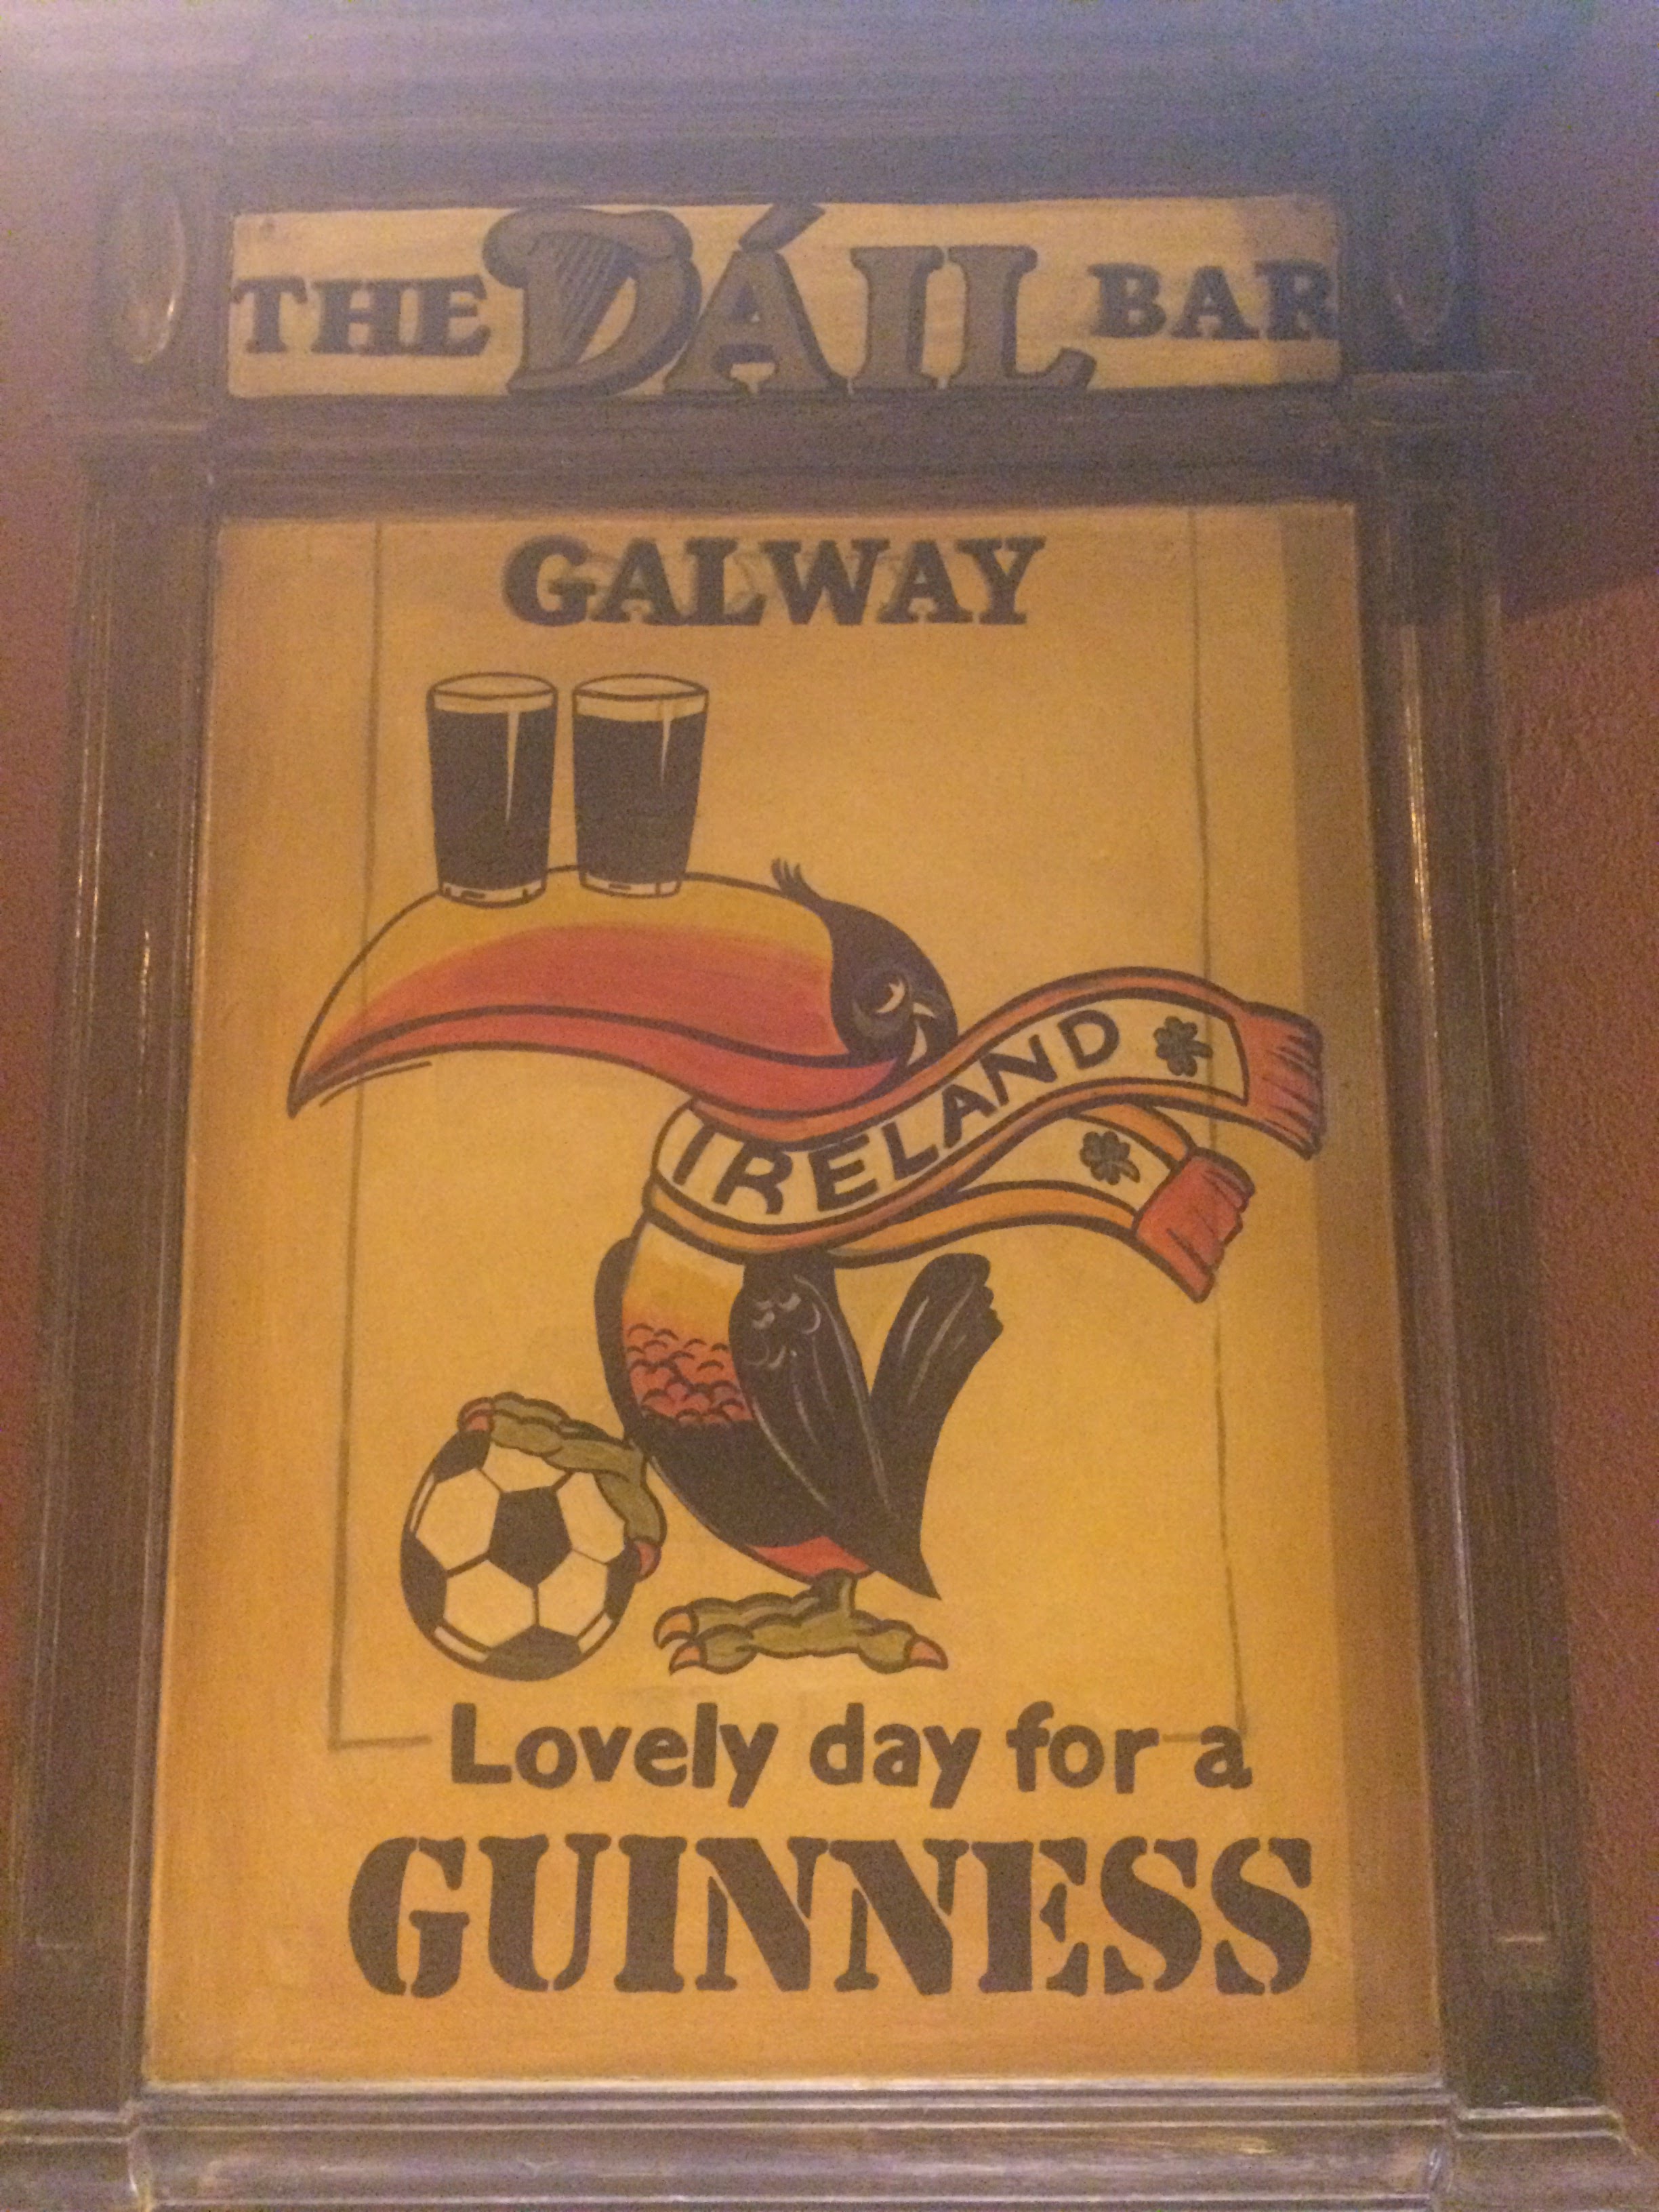 THE DÁIL BAR
GALWAY
IRELAND
Lovely day for a
GUINNESS